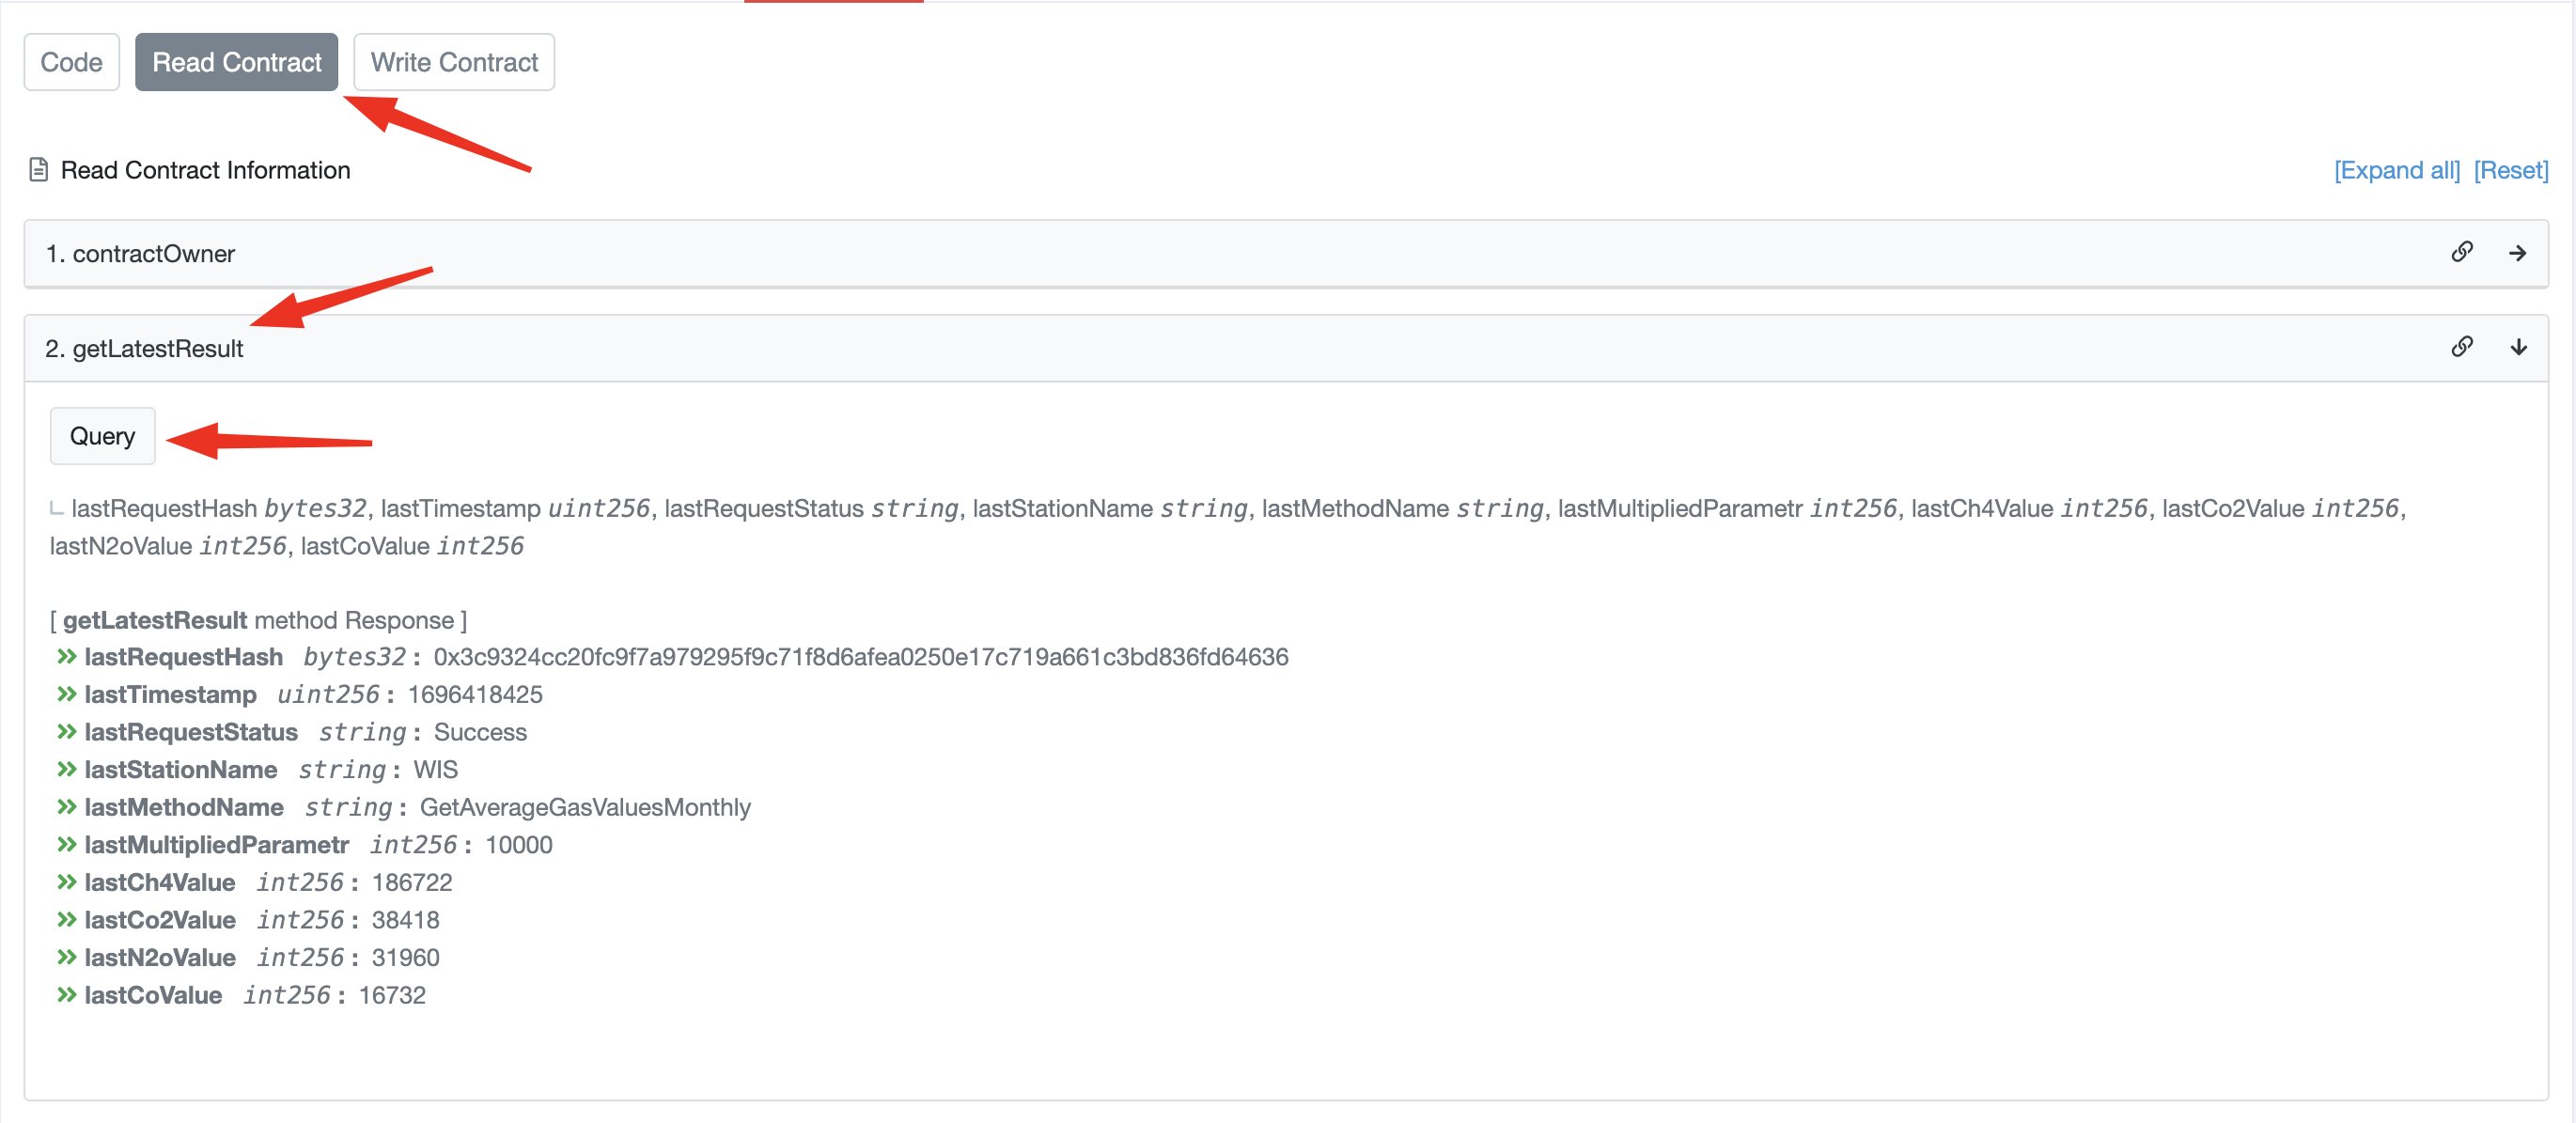 Code Read Contract Write Contract
Read Contract Information [Expand all] [Reset]
1. contractOwner
2. getLatestResult
Query
lastRequestHash bytes32, lastTimestamp uint256, lastRequestStatus string, lastStationName string, lastMethodName string, lastMultipliedParametr int256, lastCh4Value int256, lastCo2Value int256,
lastN2oValue int256, lastCoValue int256
[ getLatestResult method Response ]
lastRequestHash bytes32 : 0x3c9324cc20fc9f7a979295f9c71f8d6afea0250e17c719a661c3bd836fd64636
lastTimestamp uint256 : 1696418425
lastRequestStatus string : Success
lastStationName string : WIS
lastMethodName string : GetAverageGasValuesMonthly
lastMultipliedParametr int256 : 10000
lastCh4Value int256 : 186722
lastCo2Value int256 : 38418
lastN2oValue int256 : 31960
lastCoValue int256 : 16732